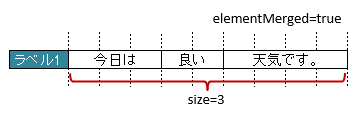 elementMerged=true
ラベル1 今日は 良い 天気です。
size=3